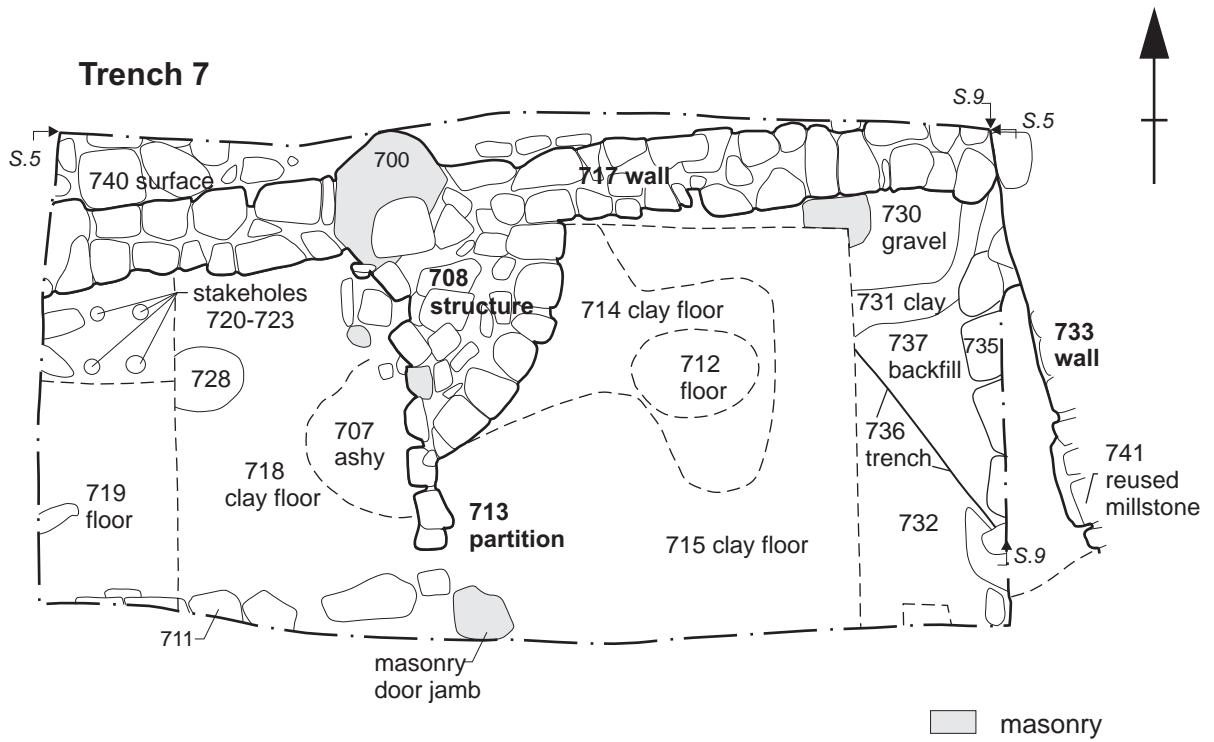 Trench 7
S.9
S.5
S.5
700
740 surface
717 wall
730
gravel
708
structure
stakeholes
720-723
714 clay floor
731 clay
733
wall
737
backfill
735
712
floor
728
707
ashy
736
trench
718
clay floor
719
floor
741
reused
millstone
713
partition
732
715 clay floor
S.9
711
masonry
door jamb
masonry